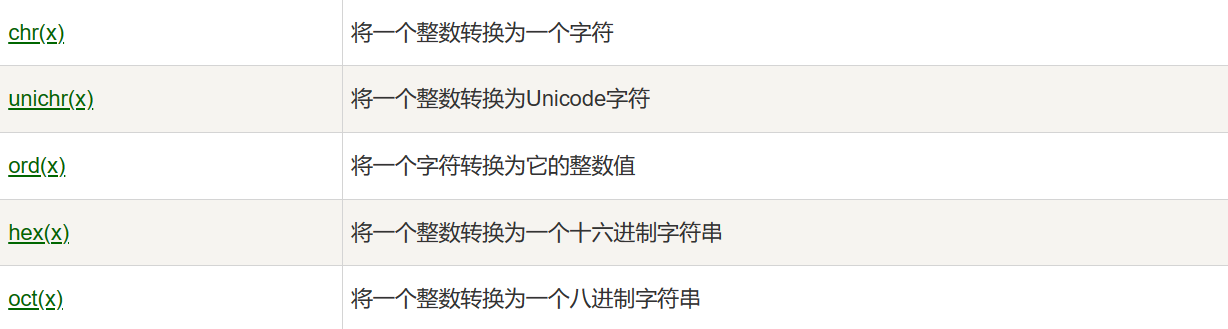 chr(x) 将一个整数转换为一个字符
unichr(x) 将一个整数转换为Unicode字符
ord(x) 将一个字符转换为它的整数值
hex(x) 将一个整数转换为一个十六进制字符串
oct(x) 将一个整数转换为一个八进制字符串